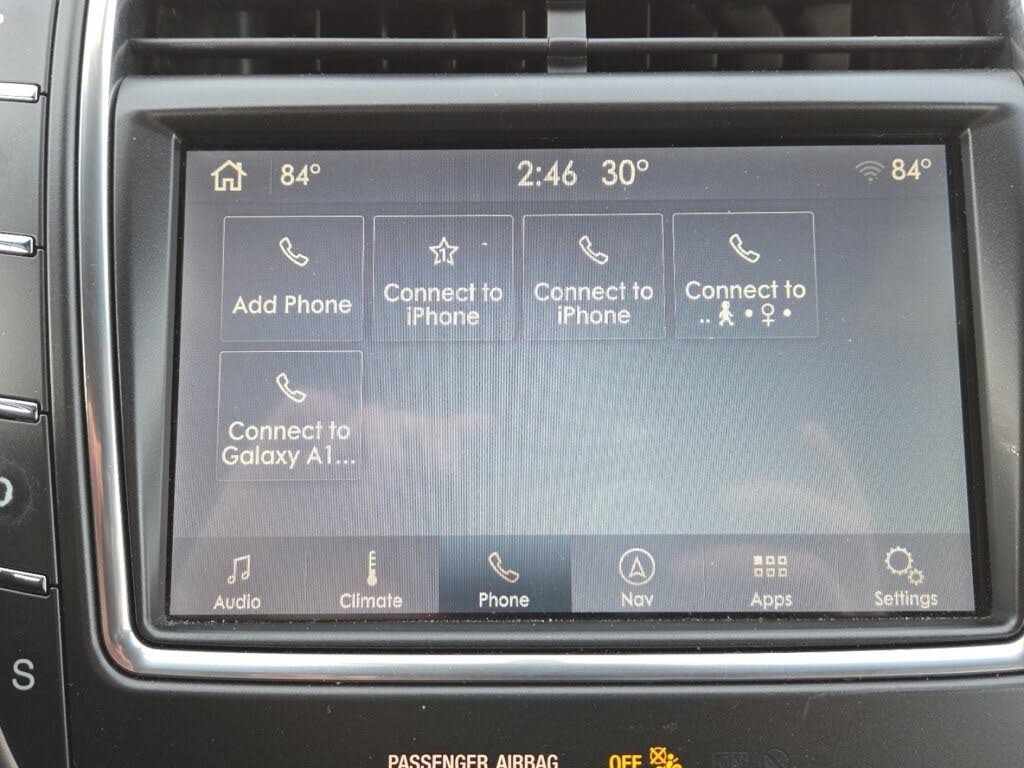 84° 2:46 30° 84°
Add Phone
1
Connect to
iPhone
Connect to
iPhone
Connect to
.. • ♀ •
Connect to
Galaxy A1...
Audio Climate Phone Nav Apps Settings
S
PASSENGER AIRBAG OFF